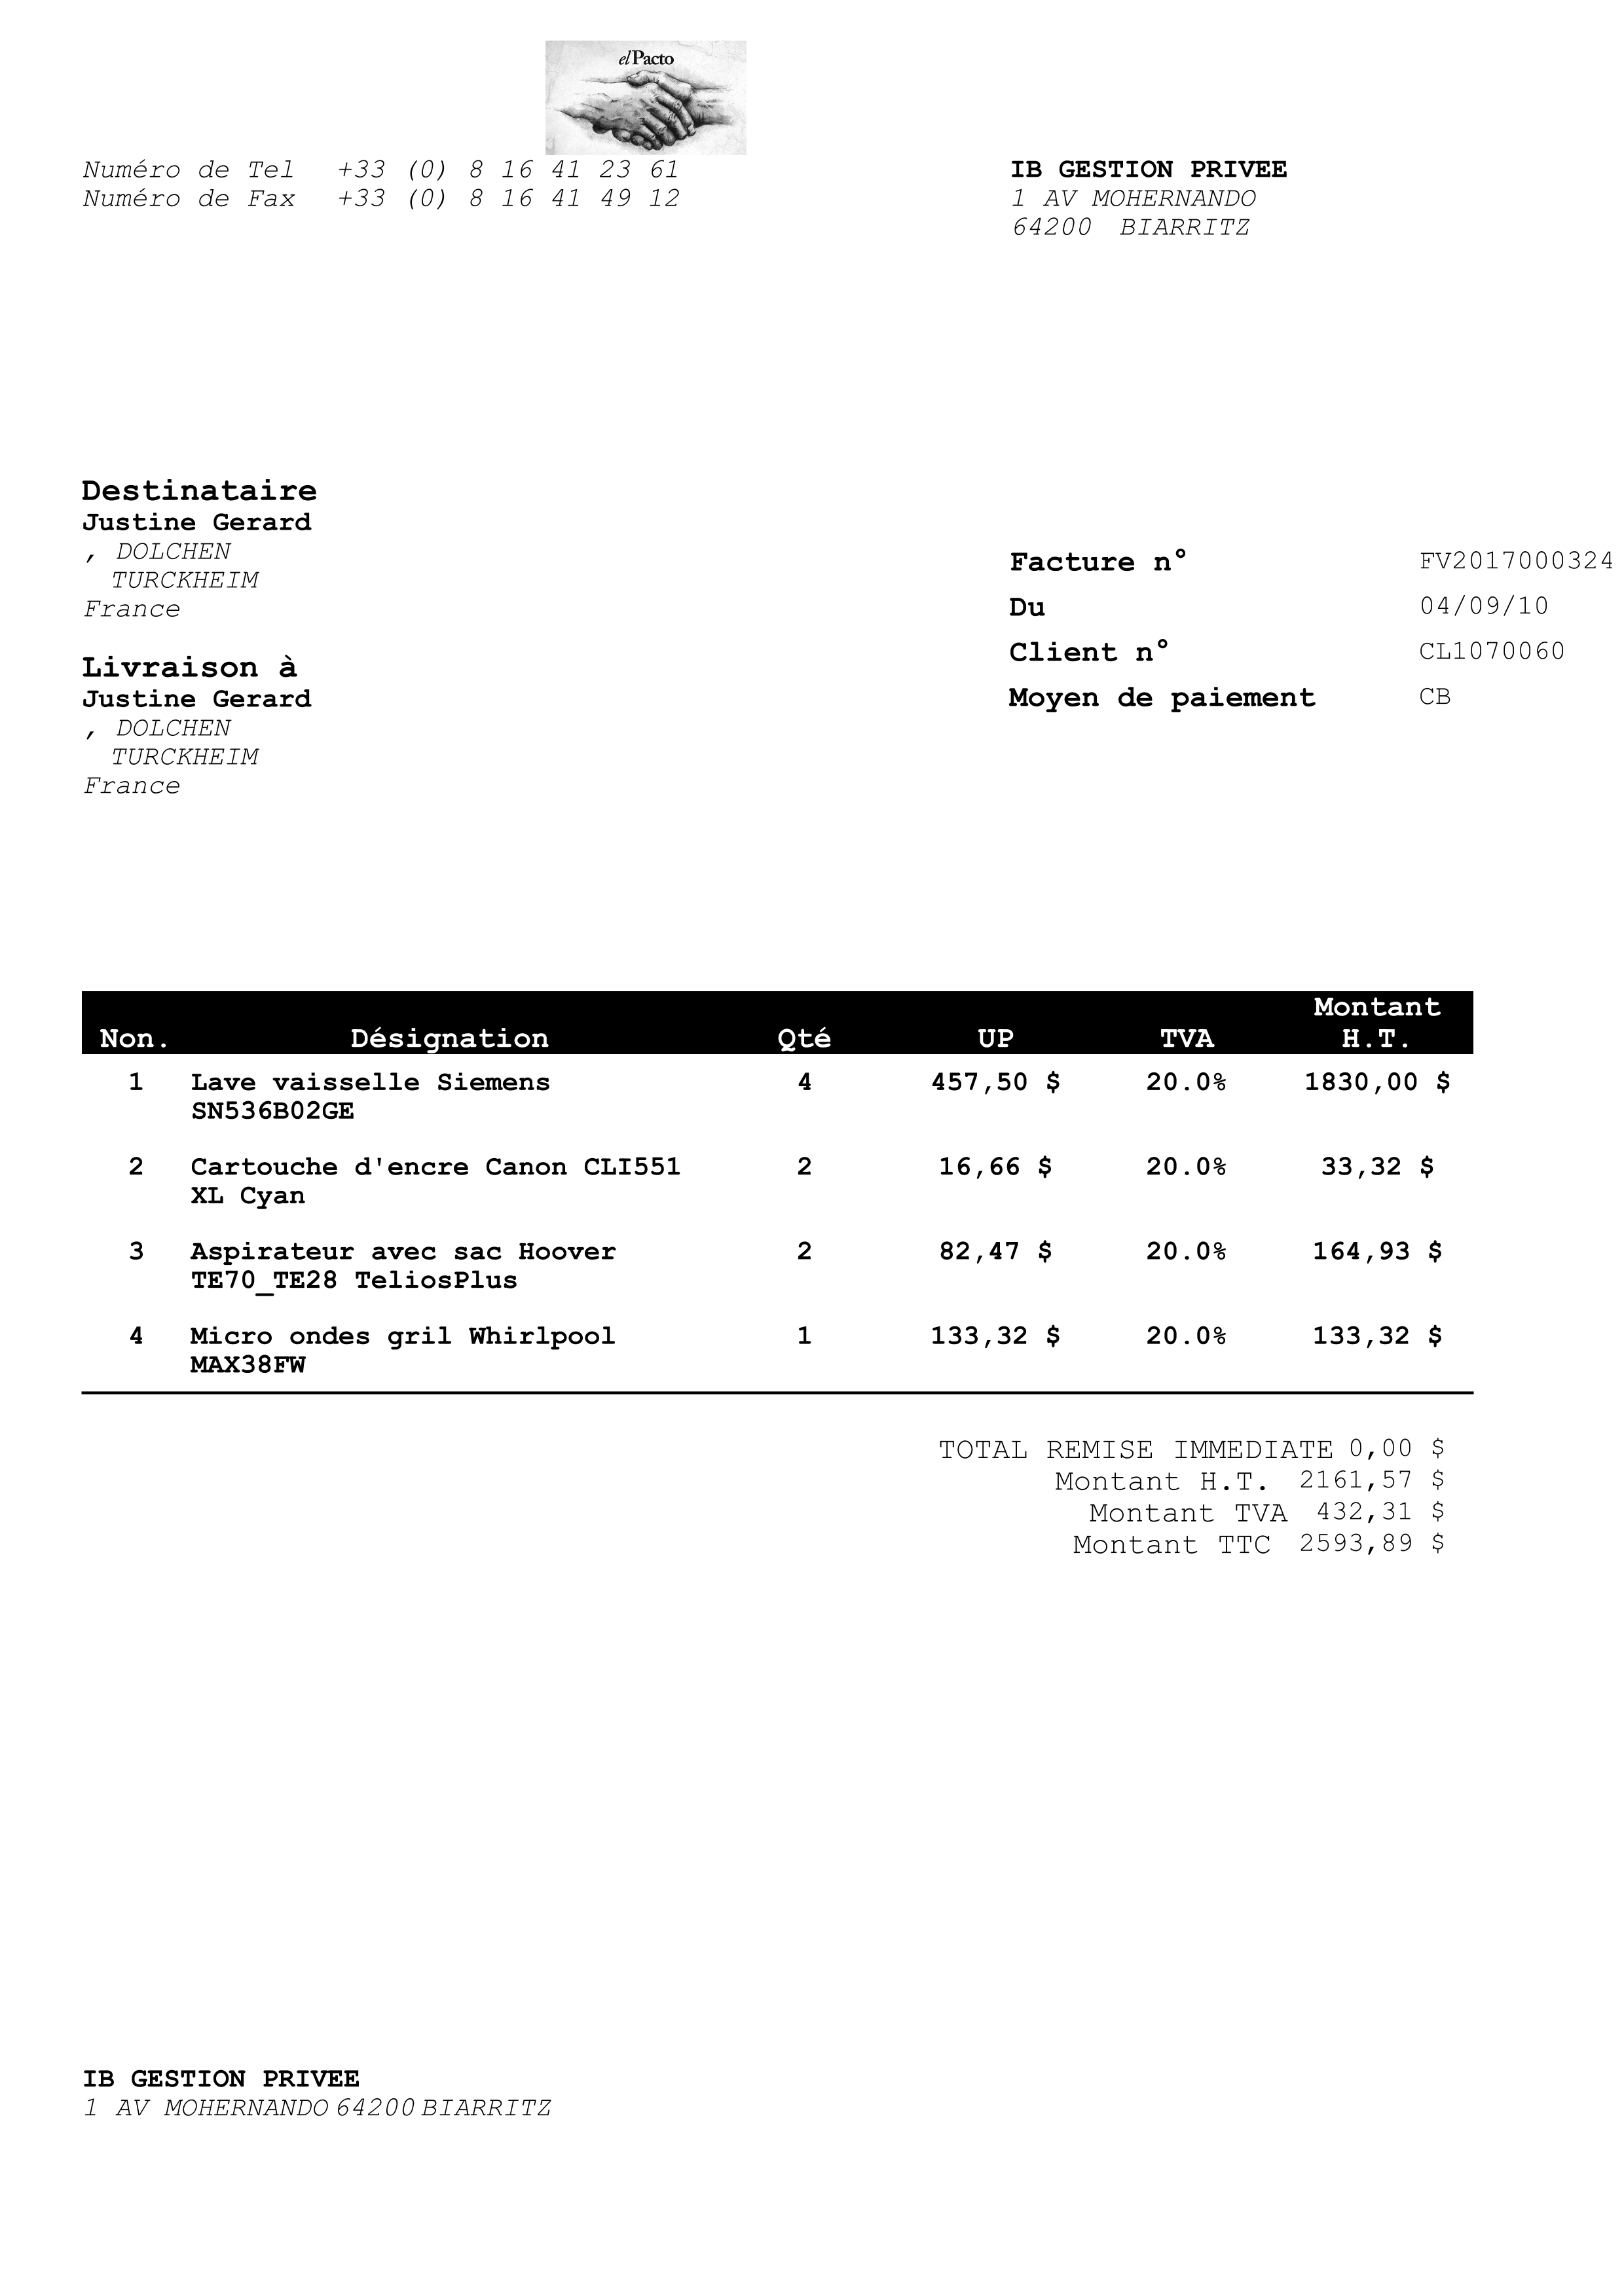 elPacto
Numéro de Tel +33 (0) 8 16 41 23 61
Numéro de Fax +33 (0) 8 16 41 49 12
IB GESTION PRIVEE
1 AV MOHERNANDO
64200 BIARRITZ
Destinataire
Justine Gerard
, DOLCHEN
TURCKHEIM
France
Livraison à
Justine Gerard
, DOLCHEN
TURCKHEIM
France
Facture n° FV2017000324
Du 04/09/10
Client n° CL1070060
Moyen de paiement CB
Montant
Non. Désignation Qté UP TVA H.T.
1 Lave vaisselle Siemens 4 457,50 $ 20.0% 1830,00 $
SN536B02GE
2 Cartouche d'encre Canon CLI551 2 16,66 $ 20.0% 33,32 $
XL Cyan
3 Aspirateur avec sac Hoover 2 82,47 $ 20.0% 164,93 $
TE70_TE28 TeliosPlus
4 Micro ondes gril Whirlpool 1 133,32 $ 20.0% 133,32 $
MAX38FW
TOTAL REMISE IMMEDIATE 0,00 $
Montant H.T. 2161,57 $
Montant TVA 432,31 $
Montant TTC 2593,89 $
IB GESTION PRIVEE
1 AV MOHERNANDO 64200 BIARRITZ